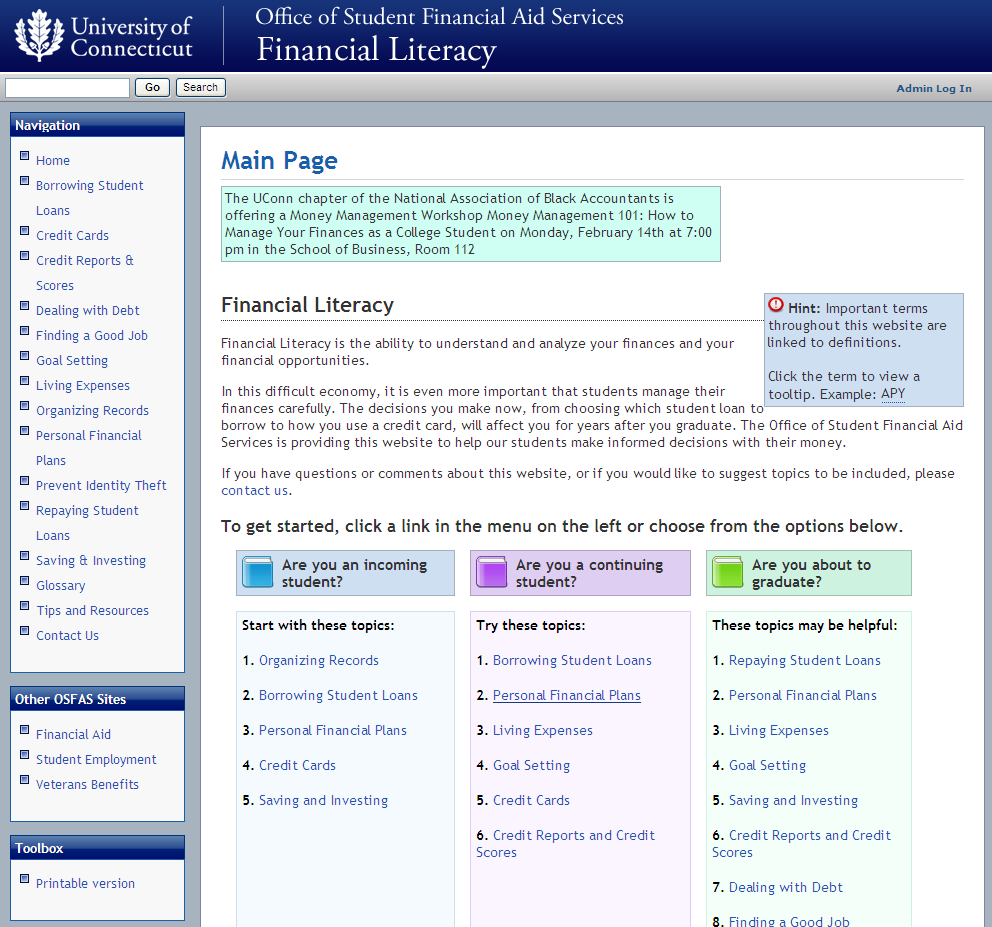 University of
Connecticut
Office of Student Financial Aid Services
Financial Literacy
Go
Search
Admin Log In
Navigation
Home
Borrowing Student
Loans
Credit Cards
Credit Reports &
Scores
Dealing with Debt
Finding a Good Job
Goal Setting
Living Expenses
Organizing Records
Personal Financial
Plans
Prevent Identity Theft
Repaying Student
Loans
Saving & Investing
Glossary
Tips and Resources
Contact Us
Other OSFAS Sites
Financial Aid
Student Employment
Veterans Benefits
Toolbox
Printable version
Main Page
The UConn chapter of the National Association of Black Accountants is
offering a Money Management Workshop Money Management 101: How to
Manage Your Finances as a College Student on Monday, February 14th at 7:00
pm in the School of Business, Room 112
Financial Literacy
Hint: Important terms
throughout this website are
linked to definitions.
Click the term to view a
tooltip. Example: APY
Financial Literacy is the ability to understand and analyze your finances and your
financial opportunities.
In this difficult economy, it is even more important that students manage their
finances carefully. The decisions you make now, from choosing which student loan to
borrow to how you use a credit card, will affect you for years after you graduate. The Office of Student Financial Aid
Services is providing this website to help our students make informed decisions with their money.
If you have questions or comments about this website, or if you would like to suggest topics to be included, please
contact us.
To get started, click a link in the menu on the left or choose from the options below.
Are you an incoming
student?
Start with these topics:
1. Organizing Records
2. Borrowing Student Loans
3. Personal Financial Plans
4. Credit Cards
5. Saving and Investing
Are you a continuing
student?
Try these topics:
1. Borrowing Student Loans
2. Personal Financial Plans
3. Living Expenses
4. Goal Setting
5. Credit Cards
6. Credit Reports and Credit
Scores
Are you about to
graduate?
These topics may be helpful:
1. Repaying Student Loans
2. Personal Financial Plans
3. Living Expenses
4. Goal Setting
5. Saving and Investing
6. Credit Reports and Credit
Scores
7. Dealing with Debt
8. Finding a Good Job